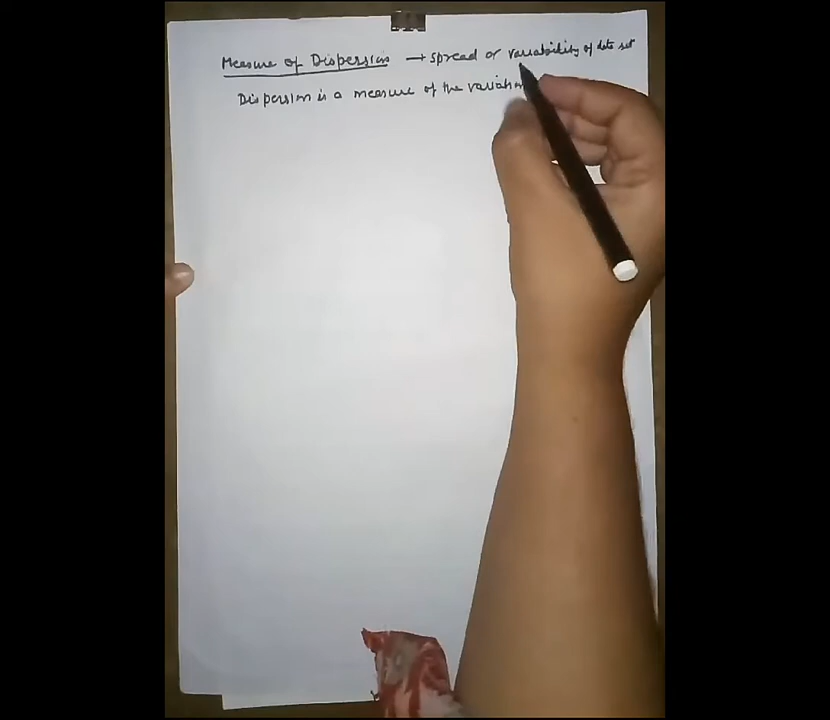 Measure of Dispersion → spread or variability of data set
Dispersion is a measure of the variation